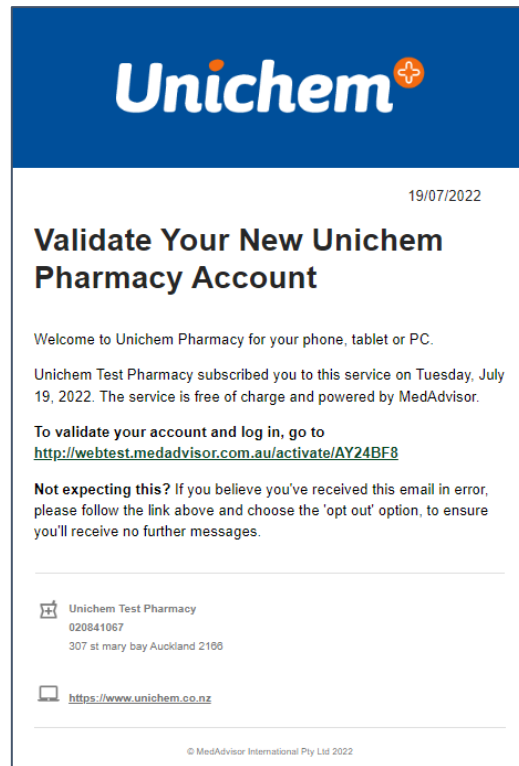 Unichem
19/07/2022
Validate Your New Unichem
Pharmacy Account
Welcome to Unichem Pharmacy for your phone, tablet or PC.
Unichem Test Pharmacy subscribed you to this service on Tuesday, July
19, 2022. The service is free of charge and powered by MedAdvisor.
To validate your account and log in, go to
http://webtest.medadvisor.com.au/activate/AY24BF8
Not expecting this? If you believe you've received this email in error,
please follow the link above and choose the 'opt out' option, to ensure
you'll receive no further messages.
Unichem Test Pharmacy
020841067
307 st mary bay Auckland 2166
https://www.unichem.co.nz
© MedAdvisor International Pty Ltd 2022